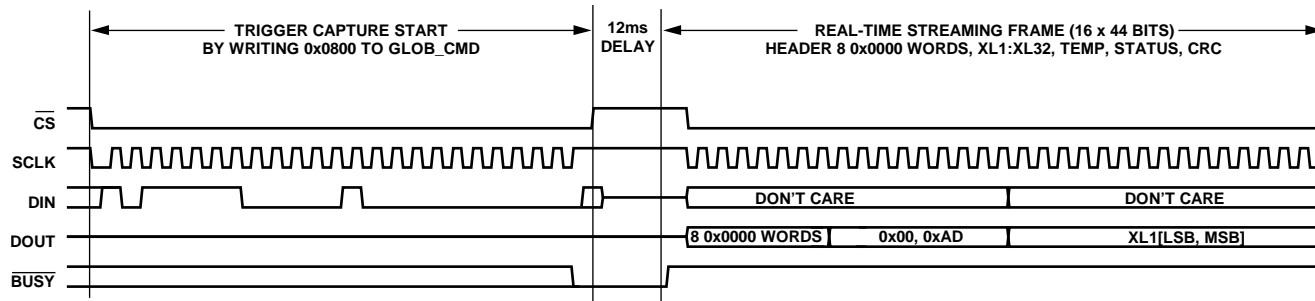 TRIGGER CAPTURE START
BY WRITING 0x0800 TO GLOB_CMD
12ms
DELAY
REAL-TIME STREAMING FRAME (16 x 44 BITS)
HEADER 8 0x0000 WORDS, XL1:XL32, TEMP, STATUS, CRC
CS
SCLK
DIN
DON'T CARE
DON'T CARE
DOUT
8 0x0000 WORDS
0x00, 0xAD
XL1[LSB, MSB]
BUSY